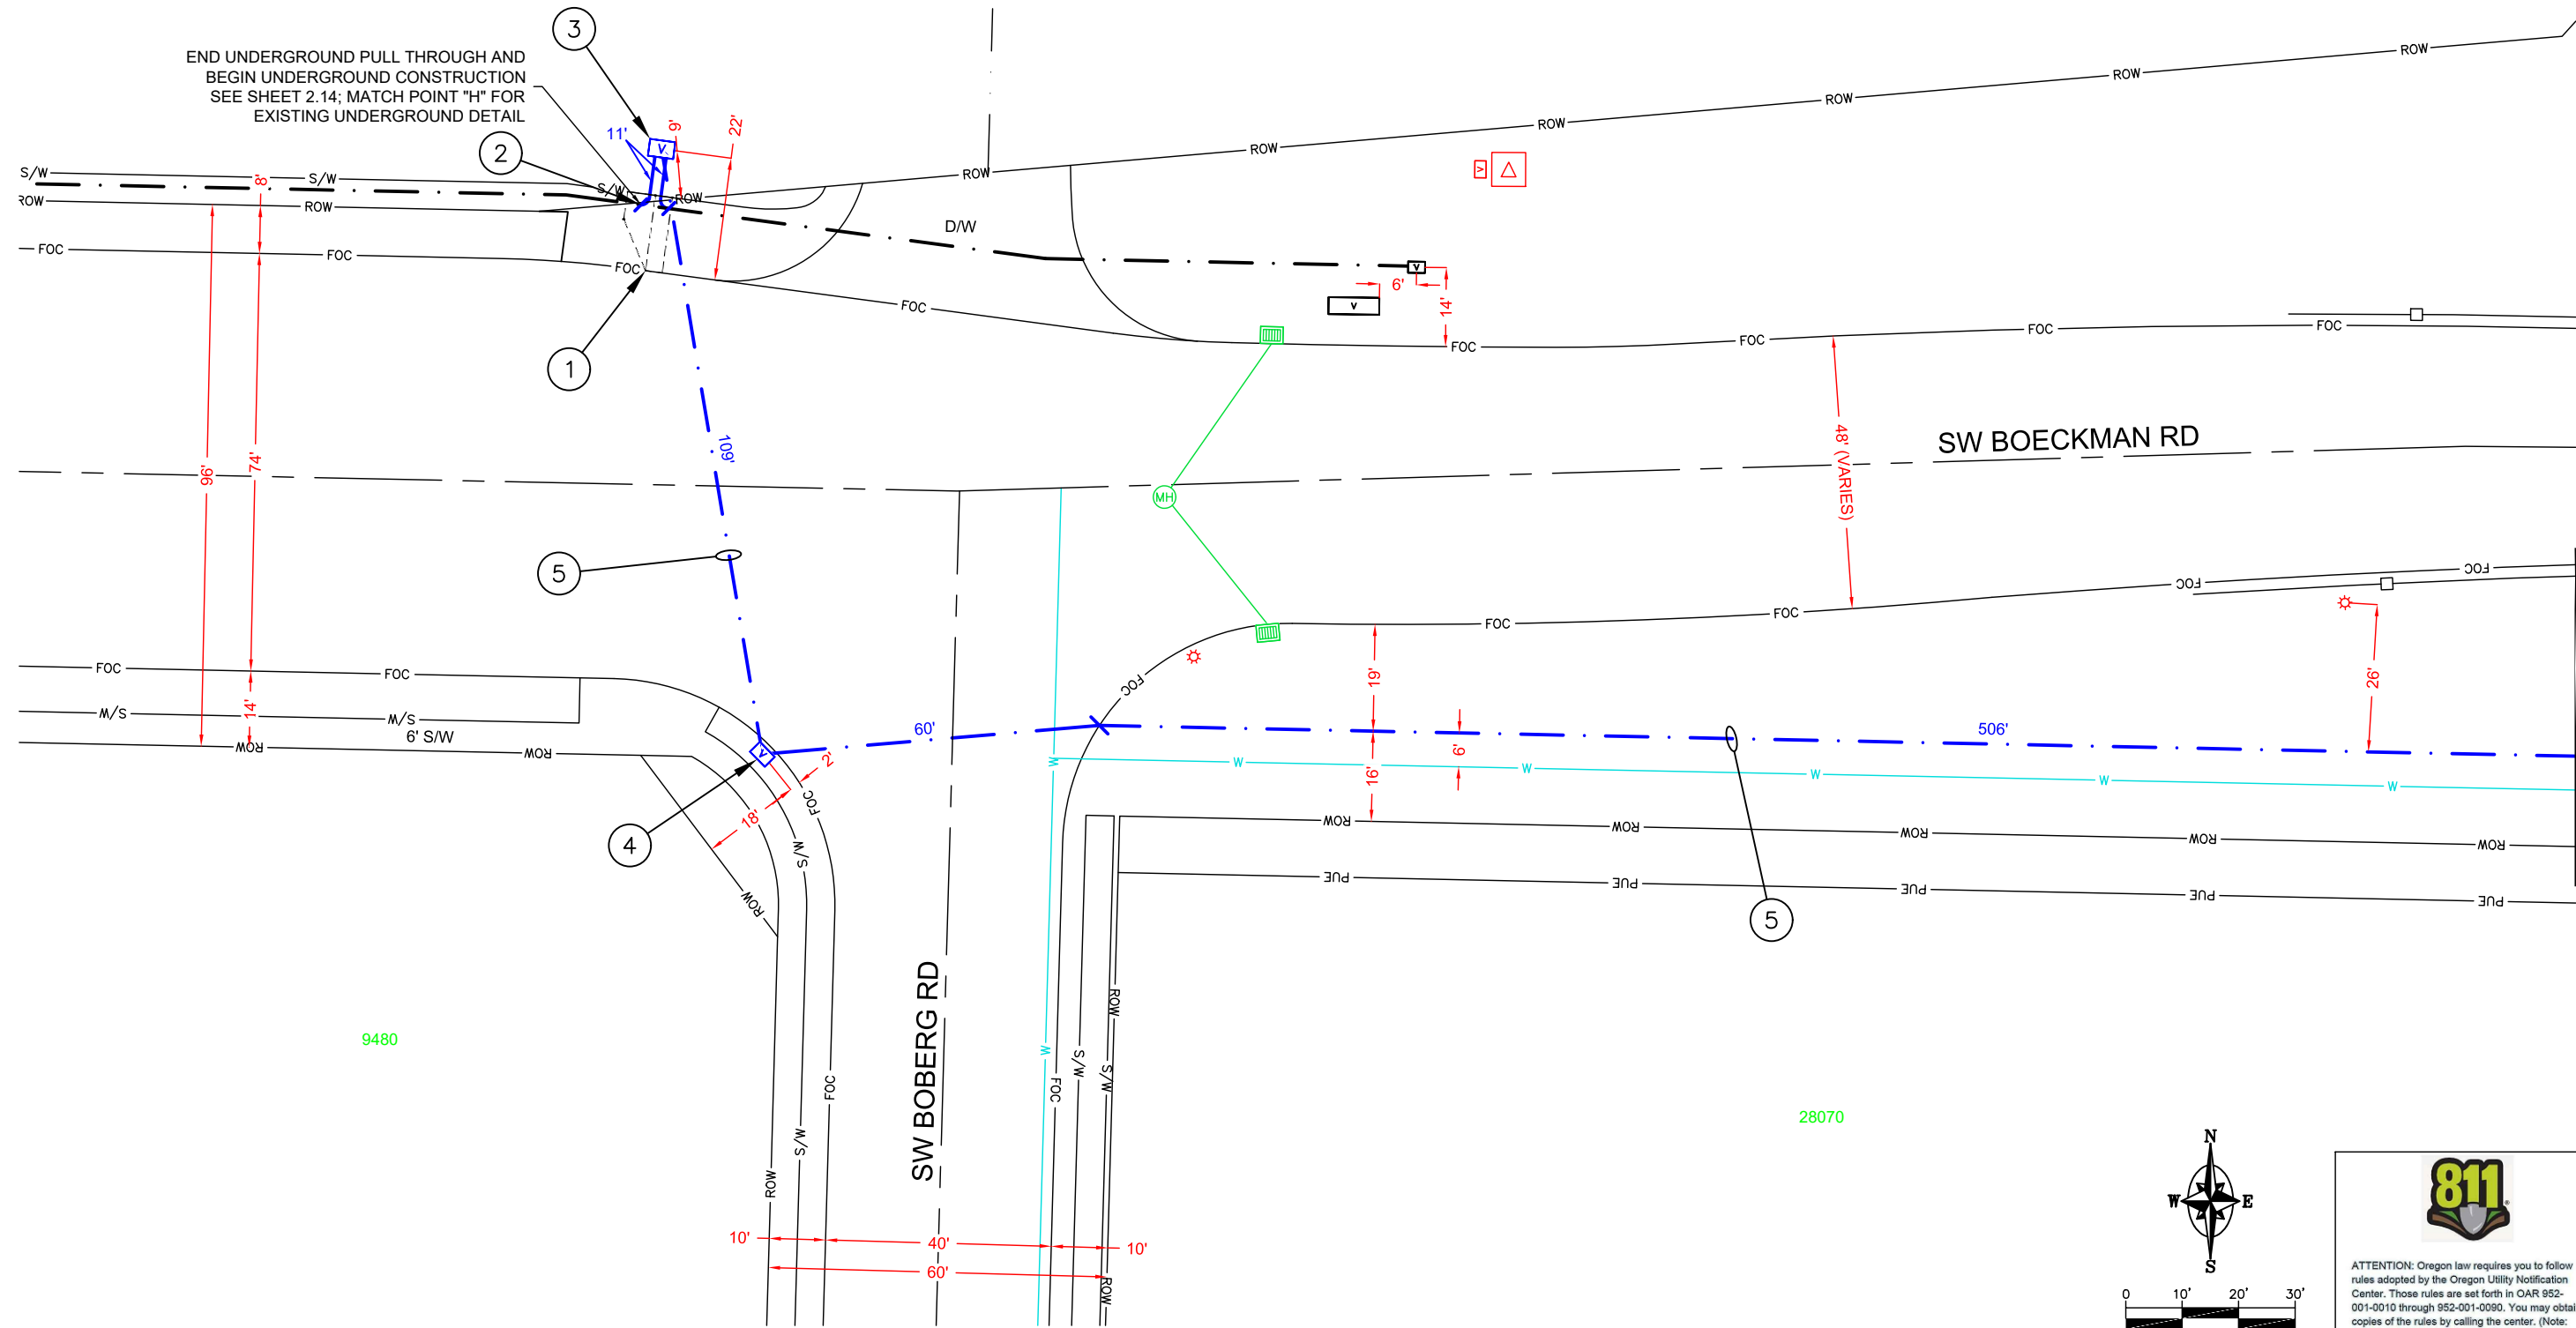 3
END UNDERGROUND PULL THROUGH AND
BEGIN UNDERGROUND CONSTRUCTION
SEE SHEET 2.14; MATCH POINT "H" FOR
EXISTING UNDERGROUND DETAIL
ROW
ROW
ROW
ROW
ROW
ROW
9'
22'
11'
V
2
S/W
S/W
8'
S/W
ROW
ROW
ROW
V
△
D/W
FOC
FOC
FOC
V
6'
14'
V
FOC
FOC
FOC
FOC
FOC
1
SW BOECKMAN RD
48' (VARIES)
109'
96'
74'
MH
5
FOC
FOC
FOC
FOC
FOC
FOC
FOC
19'
26'
14'
S/W
S/W
6' S/W
ROW
ROW
60'
506'
6'
16'
V
2'
W
W
W
W
W
W
18'
FOC
4
S/W
ROW
ROW
ROW
ROW
ROW
ROW
PUE
PUE
PUE
PUE
PUE
5
SW BOBERG RD
ROW
9480
W
S/W
S/W
FOC
FOC
28070
S/W
ROW
N
W
E
S
811
10'
40'
10'
60'
ROW
0 10' 20' 30'
ATTENTION: Oregon law requires you to follow
rules adopted by the Oregon Utility Notification
Center. Those rules are set forth in OAR 952-
001-0010 through 952-001-0090. You may obtai
copies of the rules by calling the center. (Note: